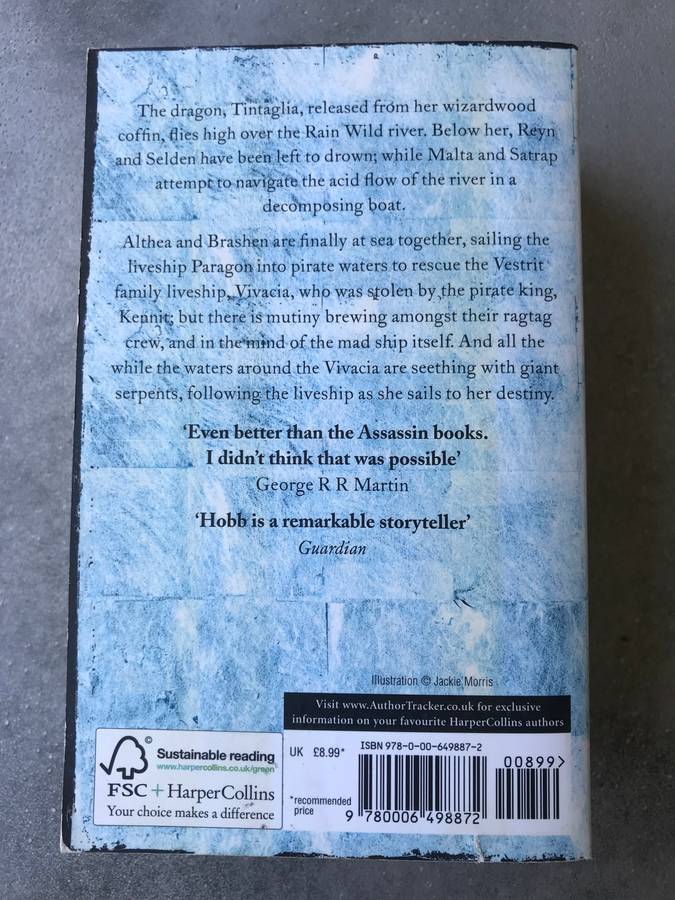 The dragon, Tintaglia, released from her wizardwood
coffin, flies high over the Rain Wild river. Below her, Reyn
and Selden have been left to drown; while Malta and Satrap
attempt to navigate the acid flow of the river in a
decomposing boat.
Althea and Brashen are finally at sea together, sailing the
liveship Paragon into pirate waters to rescue the Vestrit
family liveship, Vivacia, who was stolen by the pirate king,
Kennit; but there is mutiny brewing amongst their ragtag
crew, and in the mind of the mad ship itself. And all the
while the waters around the Vivacia are seething with giant
serpents, following the liveship as she sails to her destiny.
‘Even better than the Assassin books.
I didn’t think that was possible’
George R R Martin
‘Hobb is a remarkable storyteller’
Guardian
Illustration © Jackie Morris
Visit www.AuthorTracker.co.uk for exclusive
information on your favourite HarperCollins authors
©
Sustainable reading
www.harpercollins.co.uk/green
FSC + HarperCollins
Your choice makes a difference
UK £8.99*
*recommended
price
ISBN 978-0-00-649887-2
00899>
9 780006 498872